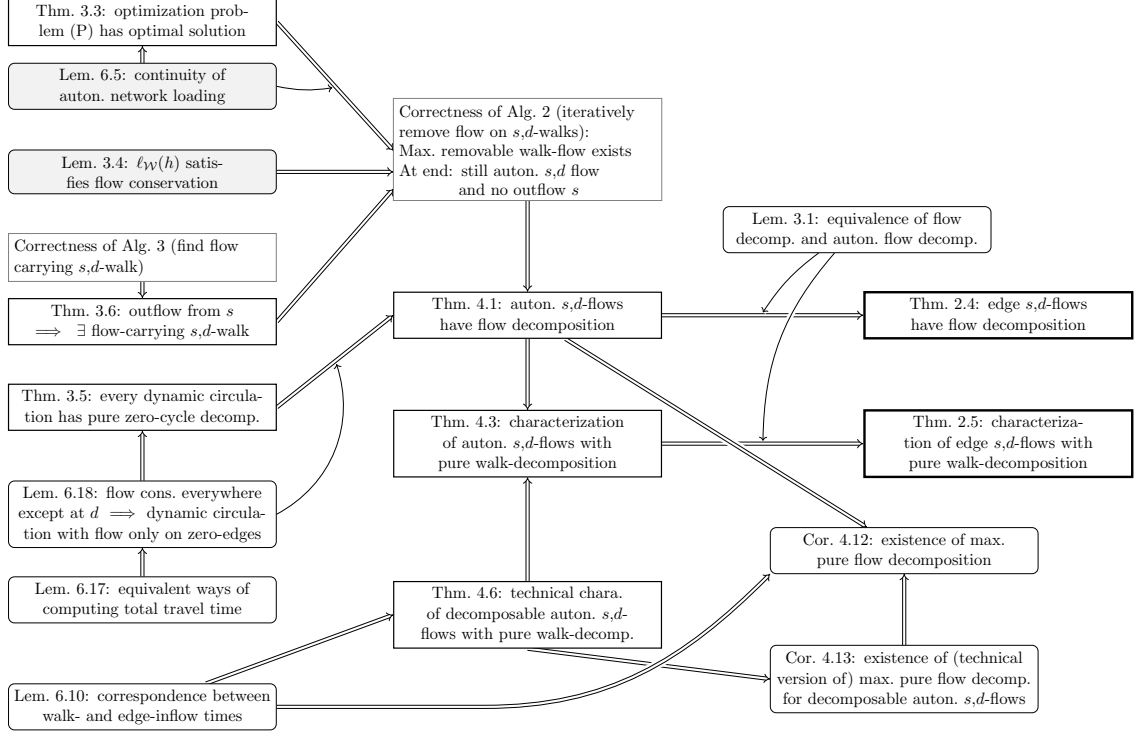 Thm. 3.3: optimization prob-
lem (P) has optimal solution
Lem. 6.5: continuity of
auton. network loading
Lem. 3.4: ℓ_𝒲(h) satis-
fies flow conservation
Correctness of Alg. 3 (find flow
carrying s,d-walk)
Thm. 3.6: outflow from s
⟹ ∃ flow-carrying s,d-walk
Thm. 3.5: every dynamic circula-
tion has pure zero-cycle decomp.
Lem. 6.18: flow cons. everywhere
except at d ⟹ dynamic circula-
tion with flow only on zero-edges
Lem. 6.17: equivalent ways of
computing total travel time
Lem. 6.10: correspondence between
walk- and edge-inflow times
Correctness of Alg. 2 (iteratively
remove flow on s,d-walks):
Max. removable walk-flow exists
At end: still auton. s,d flow
and no outflow s
Thm. 4.1: auton. s,d-flows
have flow decomposition
Thm. 4.3: characterization
of auton. s,d-flows with
pure walk-decomposition
Thm. 4.6: technical chara.
of decomposable auton. s,d-
flows with pure walk-decomp.
Lem. 3.1: equivalence of flow
decomp. and auton. flow decomp.
Thm. 2.4: edge s,d-flows
have flow decomposition
Thm. 2.5: characteriza-
tion of edge s,d-flows with
pure walk-decomposition
Cor. 4.12: existence of max.
pure flow decomposition
Cor. 4.13: existence of (technical
version of) max. pure flow decomp.
for decomposable auton. s,d-flows